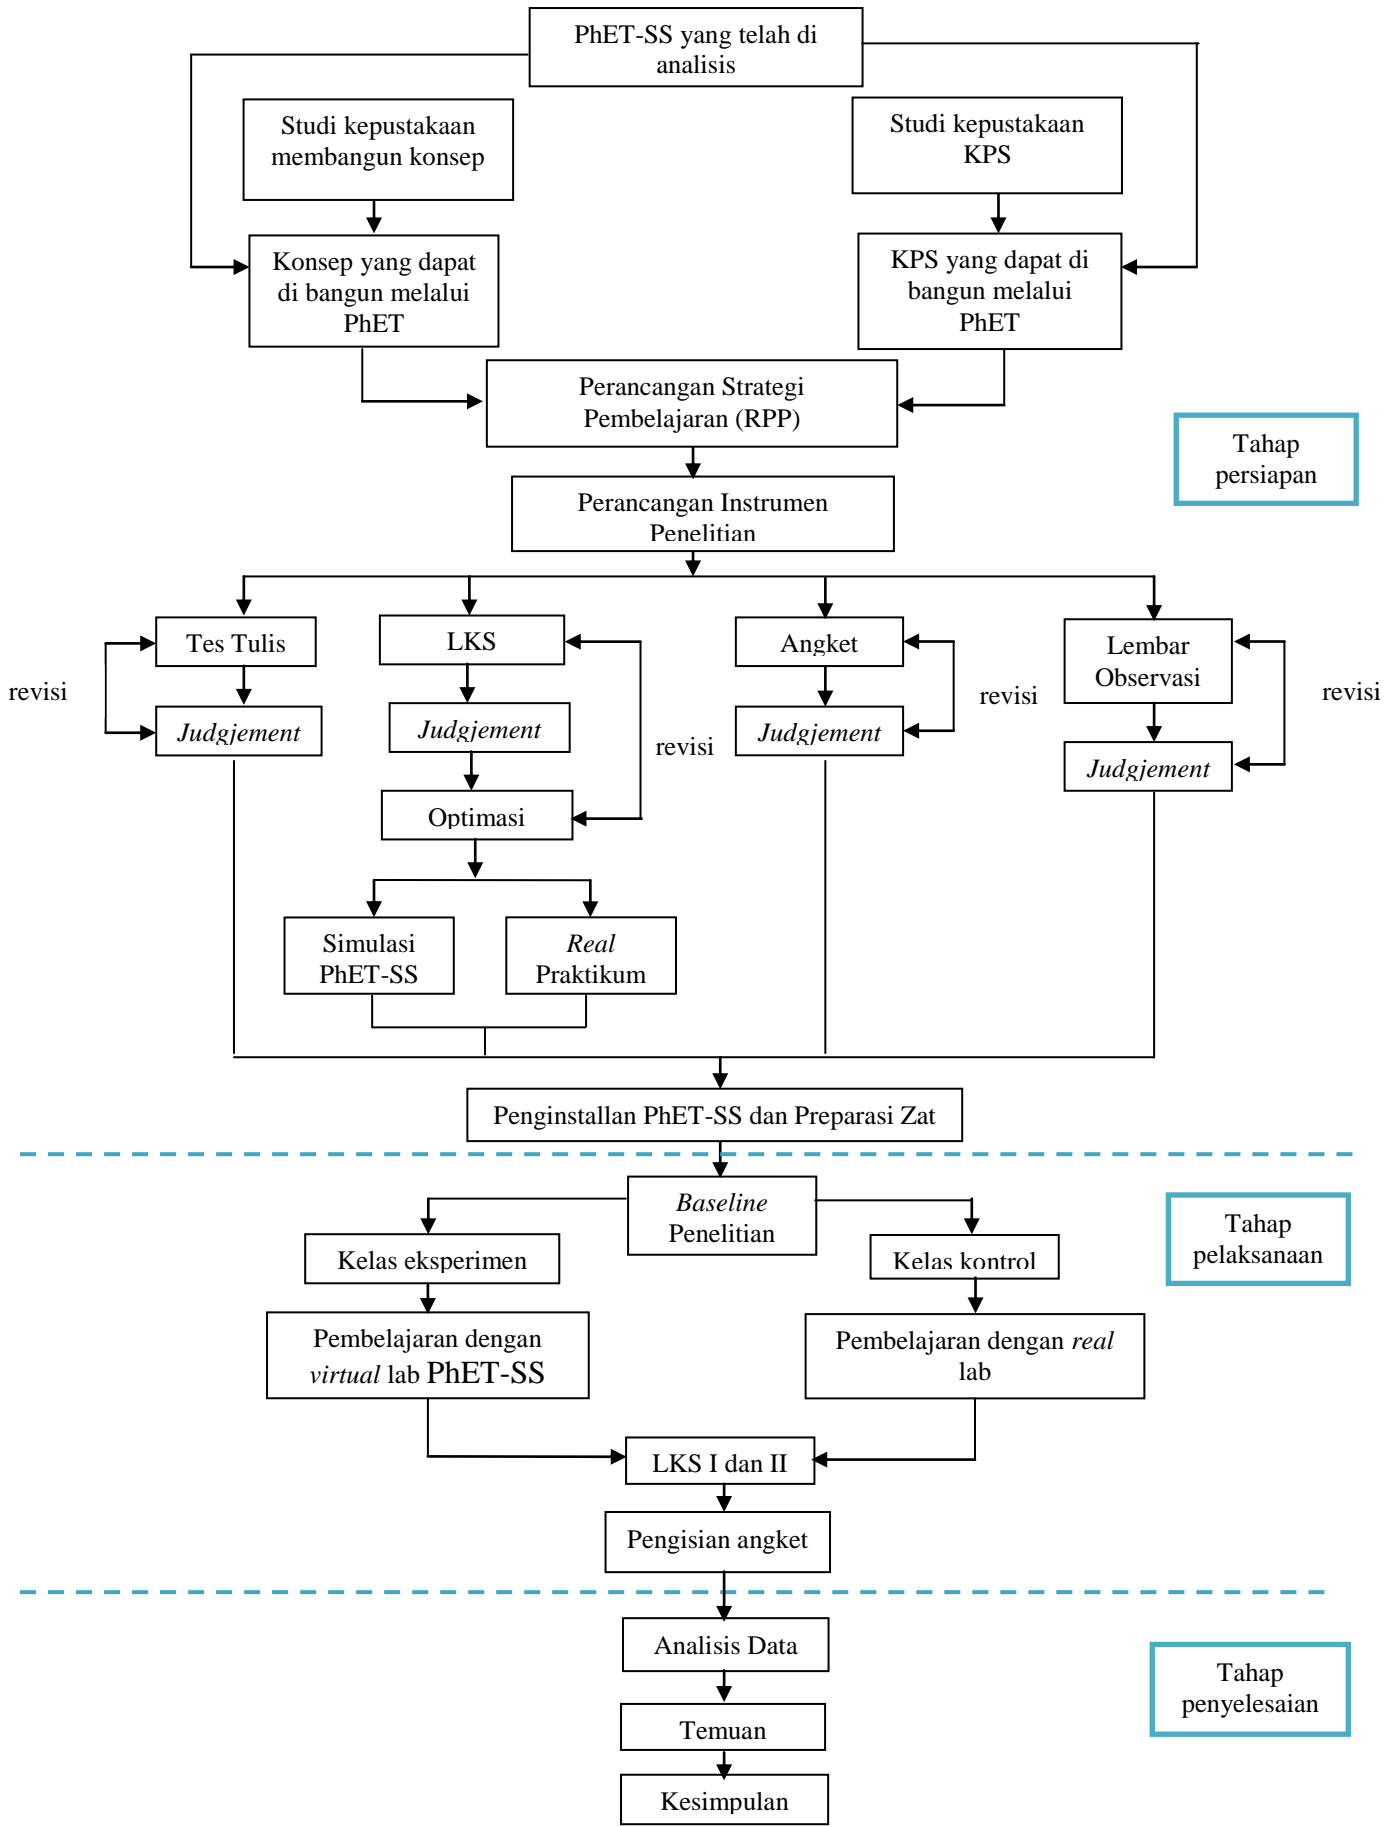 PhET-SS yang telah di
analisis
Studi kepustakaan
membangun konsep
Studi kepustakaan
KPS
Konsep yang dapat
di bangun melalui
PhET
KPS yang dapat di
bangun melalui
PhET
Perancangan Strategi
Pembelajaran (RPP)
Tahap
persiapan
Perancangan Instrumen
Penelitian
Tes Tulis
LKS
Angket
Lembar
Observasi
revisi
revisi
revisi
revisi
Judgjement
Judgjement
Judgjement
Judgjement
Optimasi
Simulasi
PhET-SS
Real
Praktikum
Penginstallan PhET-SS dan Preparasi Zat
Baseline
Penelitian
Tahap
pelaksanaan
Kelas eksperimen
Kelas kontrol
Pembelajaran dengan
virtual lab PhET-SS
Pembelajaran dengan real
lab
LKS I dan II
Pengisian angket
Analisis Data
Tahap
penyelesaian
Temuan
Kesimpulan